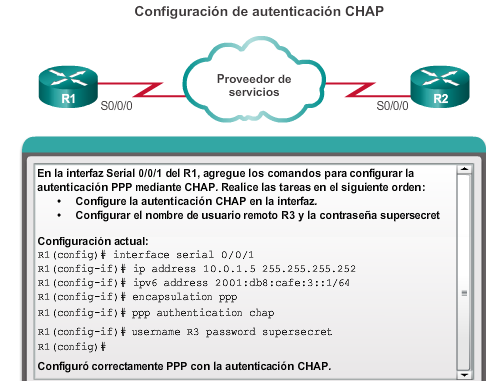 Configuración de autenticación CHAP
Proveedor de
servicios
R1
R2
S0/0/0
S0/0/0
En la interfaz Serial 0/0/1 del R1, agregue los comandos para configurar la
autenticación PPP mediante CHAP. Realice las tareas en el siguiente orden:
• Configure la autenticación CHAP en la interfaz.
• Configurar el nombre de usuario remoto R3 y la contraseña supersecret
Configuración actual:
R1(config)# interface serial 0/0/1
R1(config-if)# ip address 10.0.1.5 255.255.255.252
R1(config-if)# ipv6 address 2001:db8:cafe:3::1/64
R1(config-if)# encapsulation ppp
R1(config-if)# ppp authentication chap
R1(config-if)# username R3 password supersecret
R1(config)#
Configuró correctamente PPP con la autenticación CHAP.